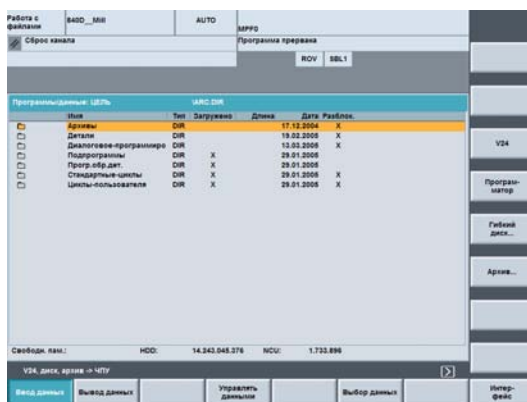 Работа с файлами
840D__Mill
AUTO
MPF0
Сброс канала
Программа прервана
ROV SBL1
Программы/данные: ЦЕЛЬ \ARC.DIR
Имя Тип Загружено Длина Дата Разблок.
Архивы DIR 17.12.2004 X
Детали DIR 19.02.2005 X
Диалоговое-программиро DIR 13.03.2005 X
Подпрограммы DIR X 29.01.2005
Прогр.обр.дет. DIR X 29.01.2005
Стандартные-циклы DIR X 29.01.2005 X
Циклы-пользователя DIR X 29.01.2005 X
V24
Програм-
матор
Гибкий
диск...
Архив...
Свободн. пам.: HDD: 14.243.045.376 NCU: 1.733.896
V24, диск, архив -> ЧПУ
Ввод данных
Вывод данных
Управлять
данными
Выбор данных
Интер-
фейс